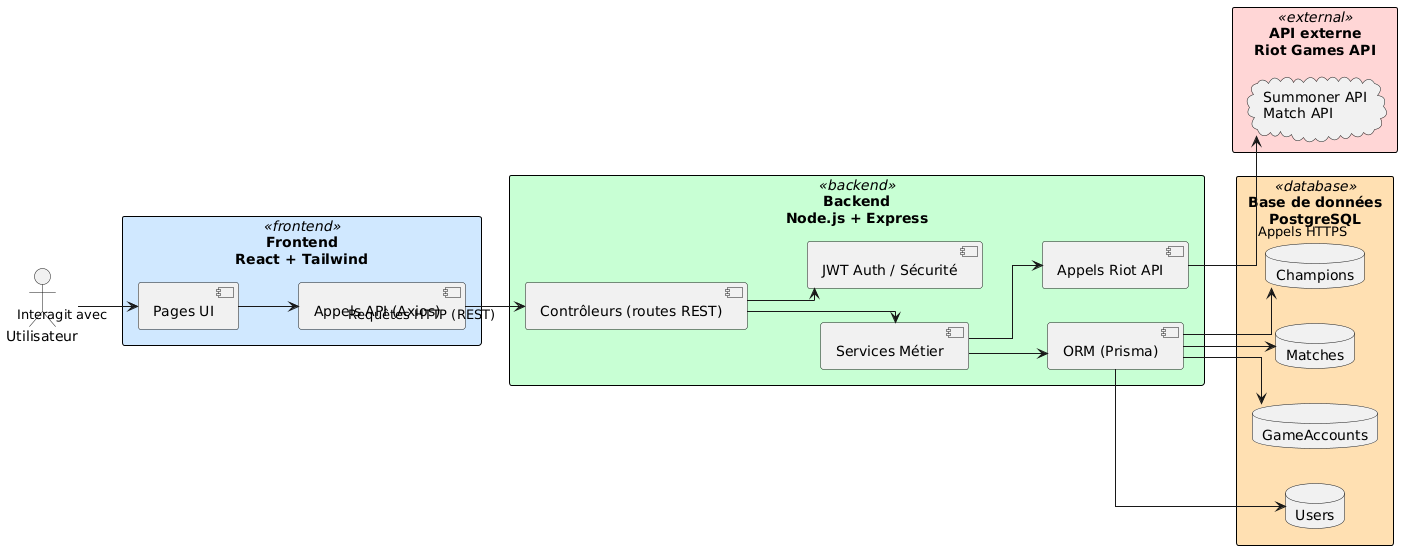 «external»
API externe
Riot Games API
Summoner API
Match API
«frontend»
Frontend
React + Tailwind
Interagit avec
Utilisateur
Pages UI
Appels API (Axios)
Requêtes HTTP (REST)
«backend»
Backend
Node.js + Express
Contrôleurs (routes REST)
JWT Auth / Sécurité
Services Métier
Appels Riot API
ORM (Prisma)
«database»
Base de données
PostgreSQL
Appels HTTPS
Champions
Matches
GameAccounts
Users